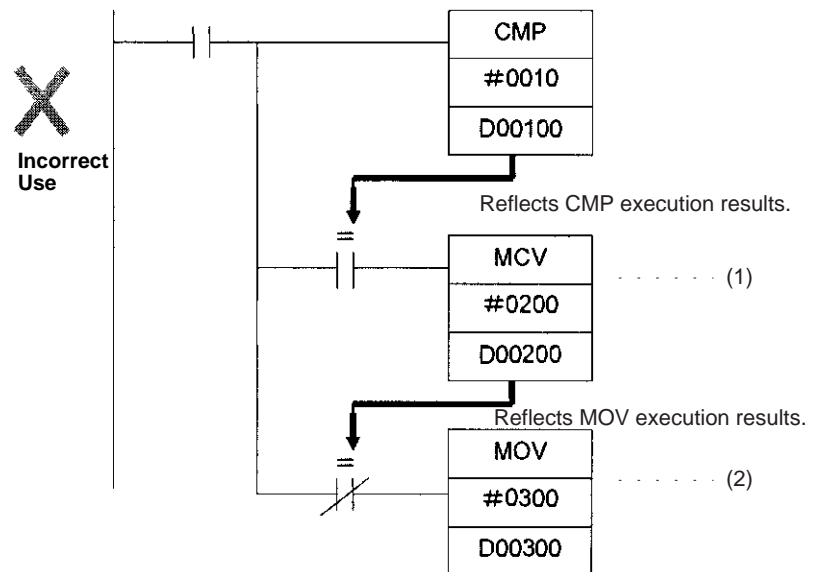 CMP
#0010
D00100
Incorrect
Use
Reflects CMP execution results.
=
MCV
(1)
#0200
D00200
Reflects MOV execution results.
=
MOV
(2)
#0300
D00300